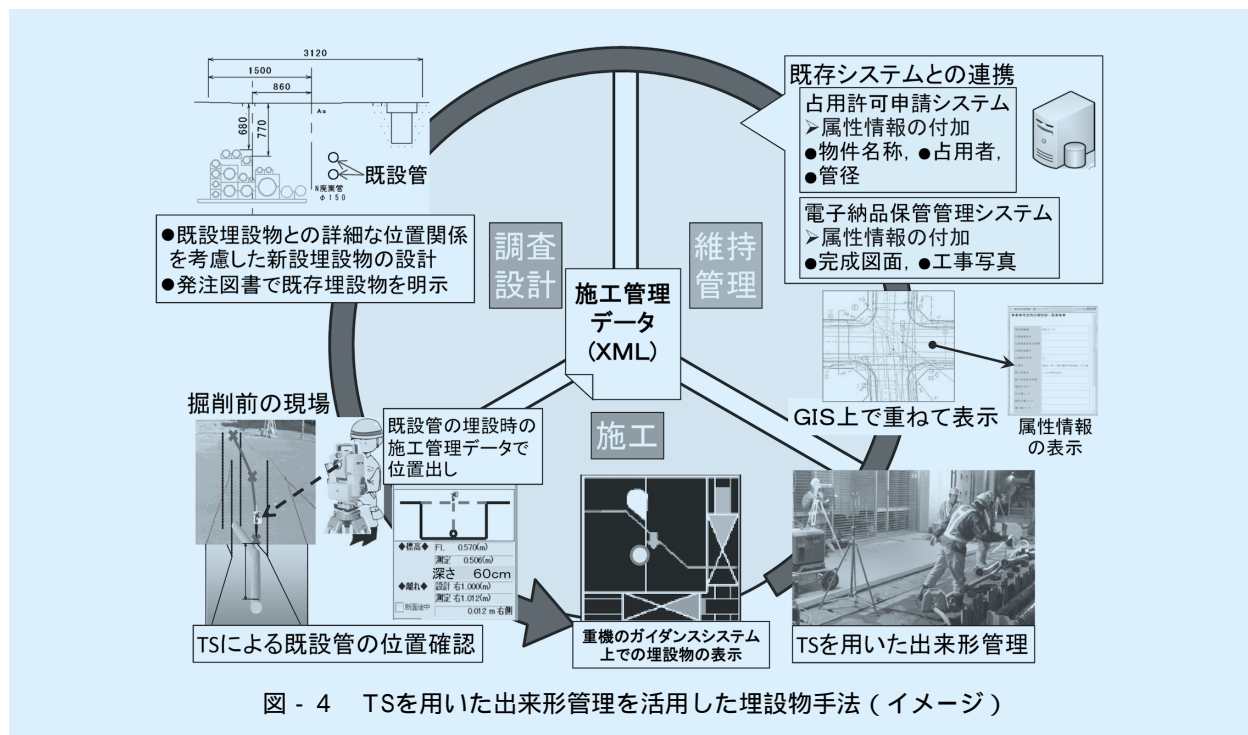 3120
1500
860
As
680
770
既設管
N廃棄管
φ150
●既設埋設物との詳細な位置関係
を考慮した新設埋設物の設計
●発注図書で既存埋設物を明示
調査
設計
維持
管理
施工管理
データ
(XML)
施工
既存システムとの連携
占用許可申請システム
➢属性情報の付加
●物件名称，●占用者，
●管径
電子納品保管管理システム
➢属性情報の付加
●完成図面，●工事写真
GIS上で重ねて表示
属性情報
の表示
掘削前の現場
既設管の埋設時の
施工管理データで
位置出し
◆標高◆ FL 0.570(m)
測定 0.506(m)
深さ 60cm
◆離れ◆ 設計 右1.000(m)
測定 右1.012(m)
0.012 m 右側
TSによる既設管の位置確認
重機のガイダンスシステム
上での埋設物の表示
TSを用いた出来形管理
図 - 4 TSを用いた出来形管理を活用した埋設物手法（イメージ）